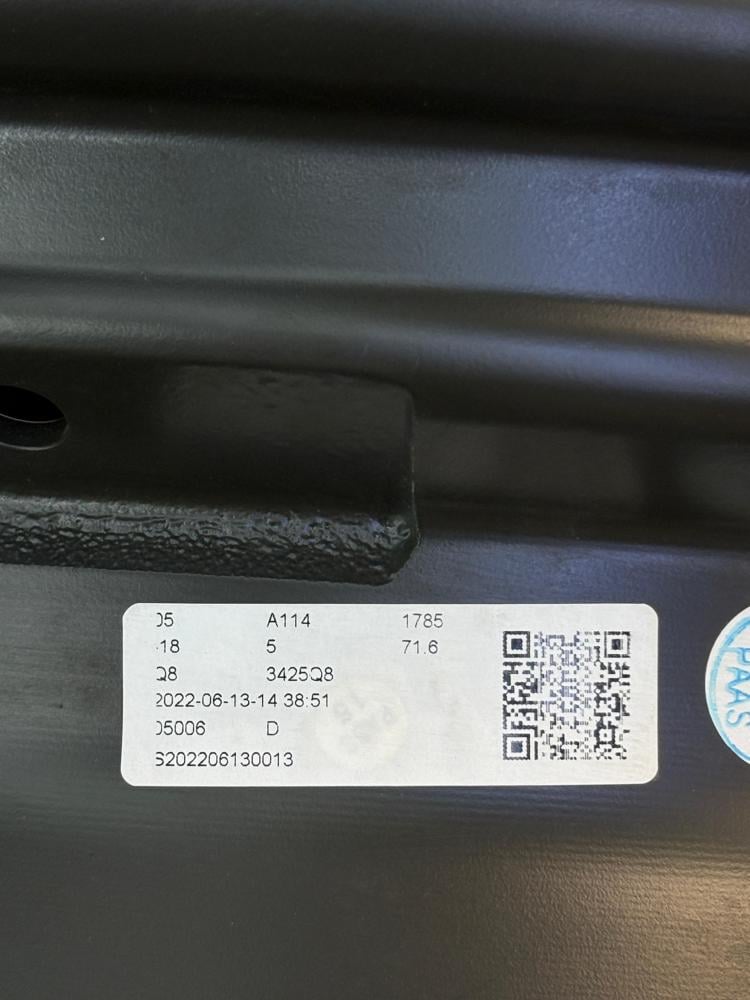 05 A114 1785
-18 5 71.6
Q8 3425Q8
2022-06-13-14 38:51
05006 D
S202206130013
PAAS